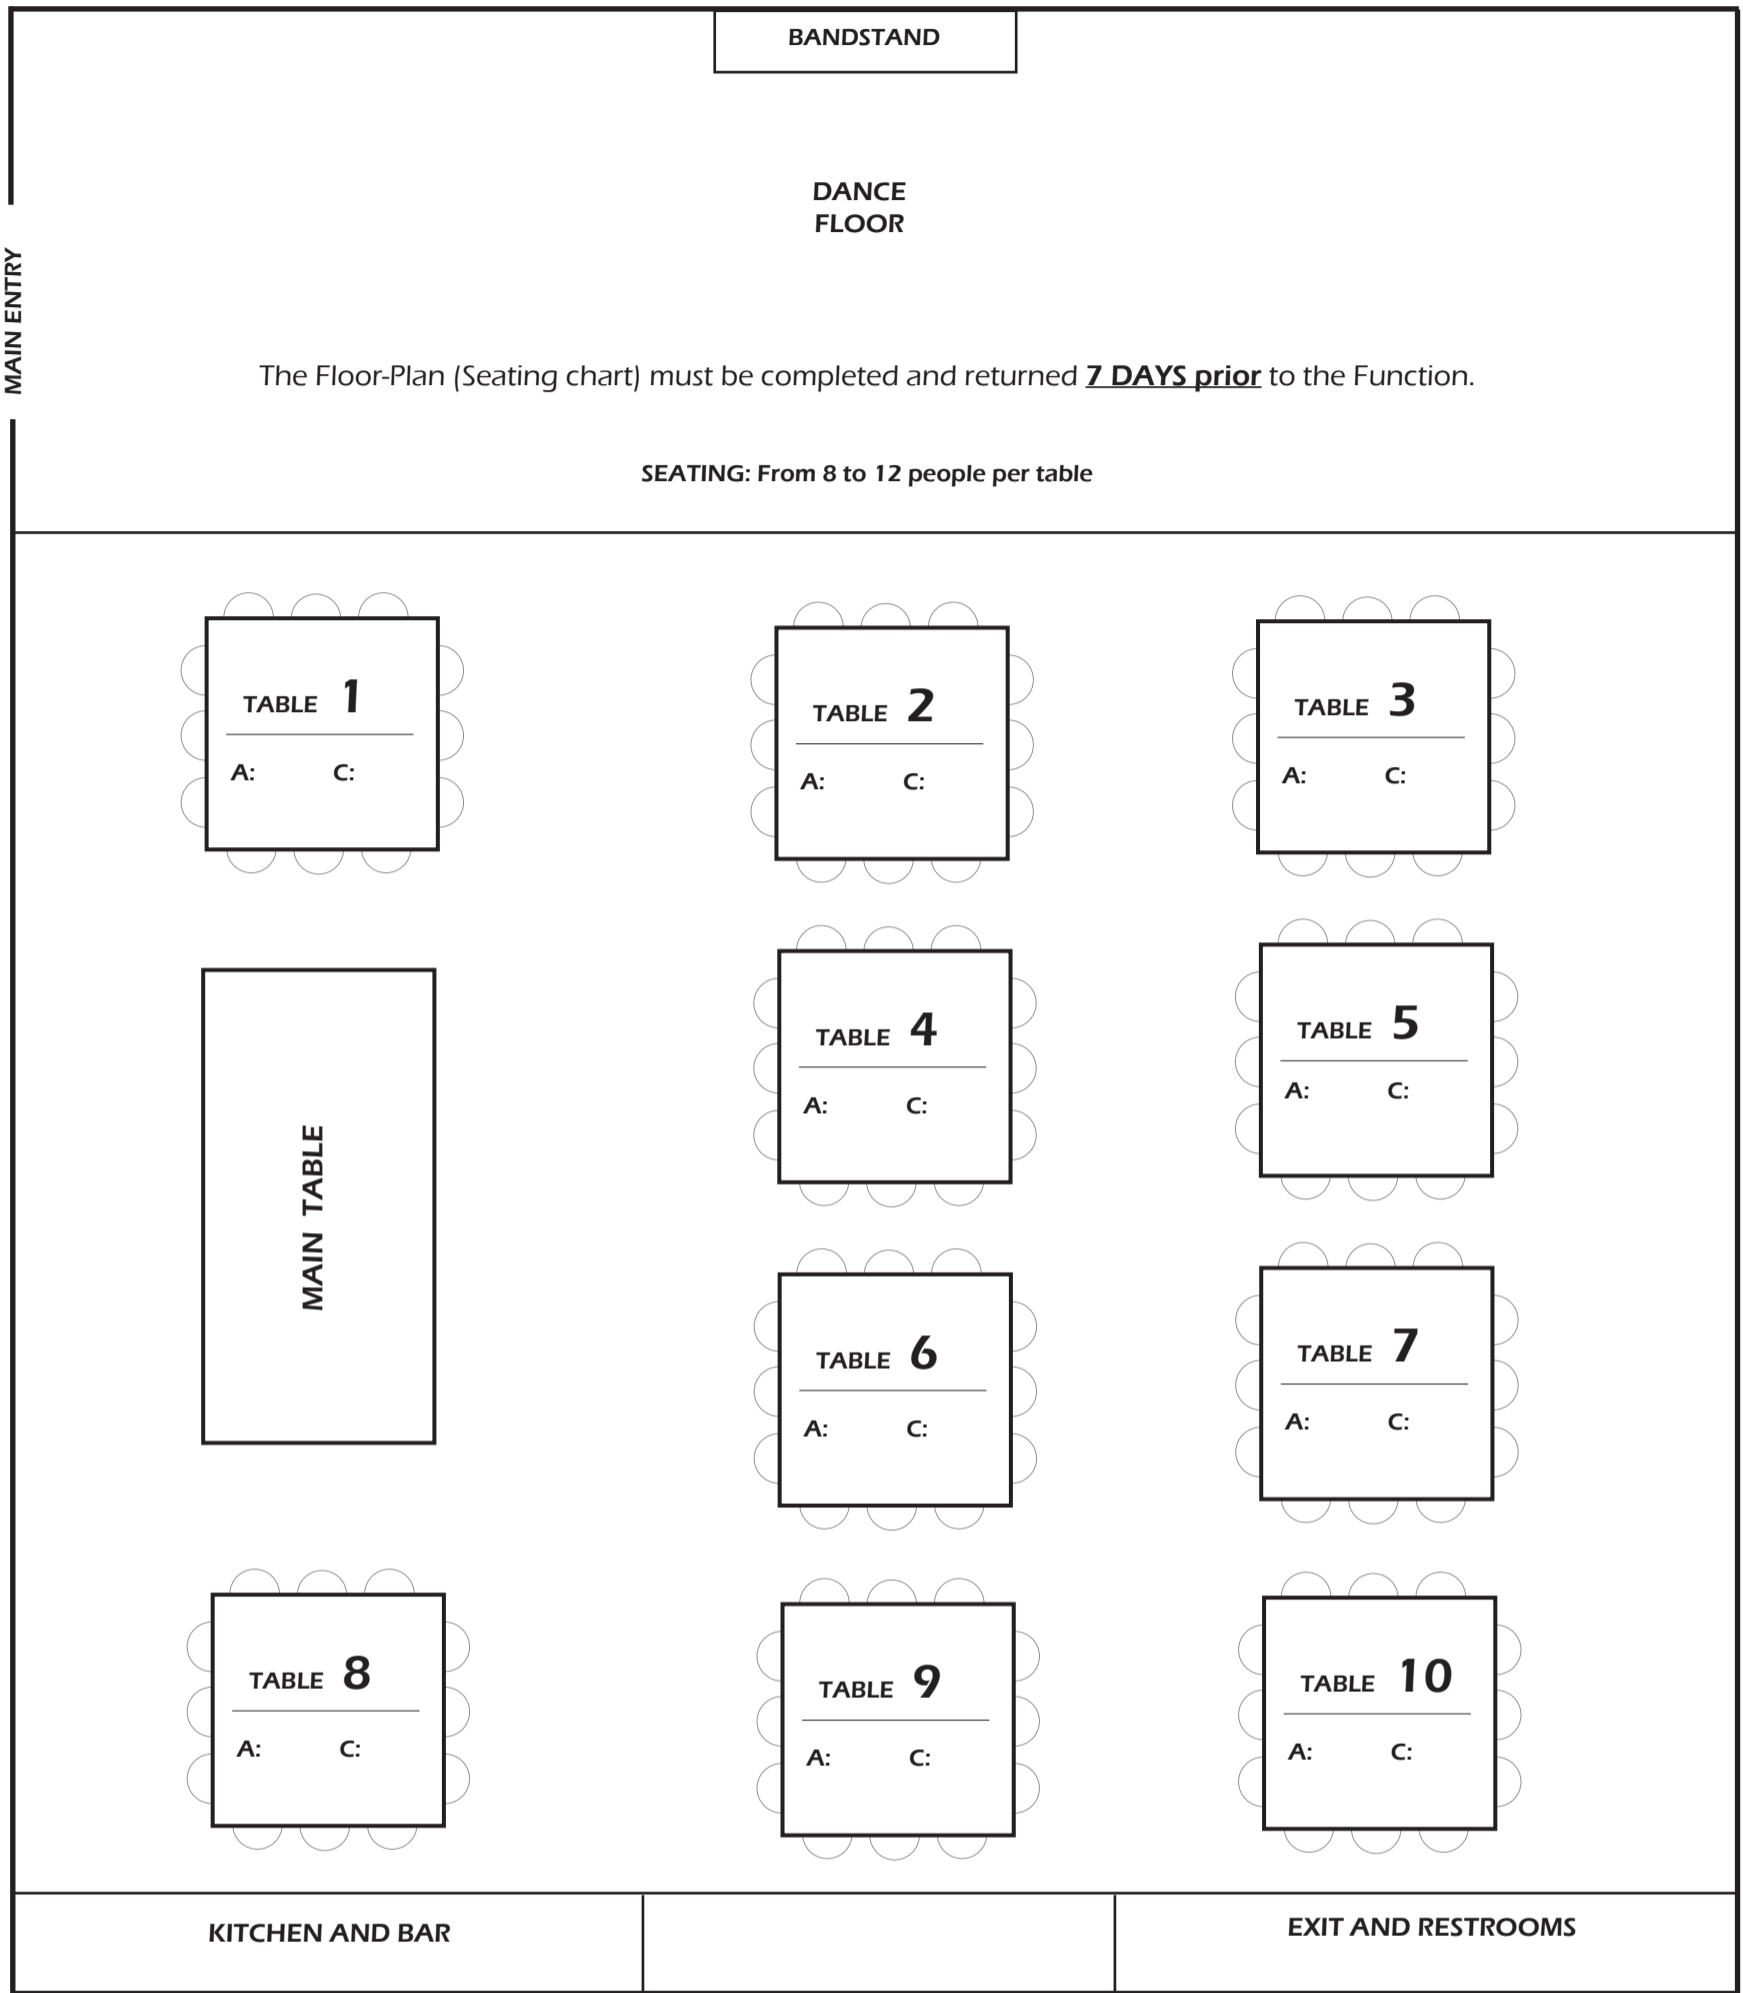 BANDSTAND
DANCE
FLOOR
MAIN ENTRY
The Floor-Plan (Seating chart) must be completed and returned 7 DAYS prior to the Function.
SEATING: From 8 to 12 people per table
TABLE 1
A: C:
TABLE 2
A: C:
TABLE 3
A: C:
MAIN TABLE
TABLE 4
A: C:
TABLE 5
A: C:
TABLE 6
A: C:
TABLE 7
A: C:
TABLE 8
A: C:
TABLE 9
A: C:
TABLE 10
A: C:
KITCHEN AND BAR
EXIT AND RESTROOMS